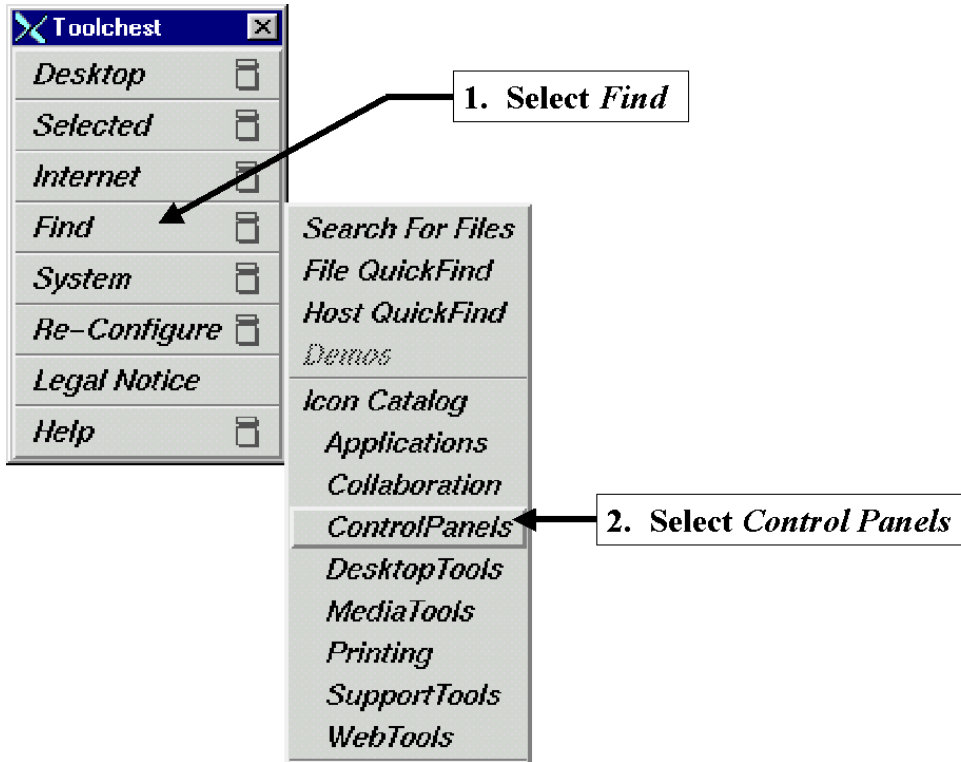 Toolchest
Desktop
Selected
Internet
Find
System
Re-Configure
Legal Notice
Help
1. Select Find
Search For Files
File QuickFind
Host QuickFind
Demos
Icon Catalog
Applications
Collaboration
ControlPanels
DesktopTools
MediaTools
Printing
SupportTools
WebTools
2. Select Control Panels